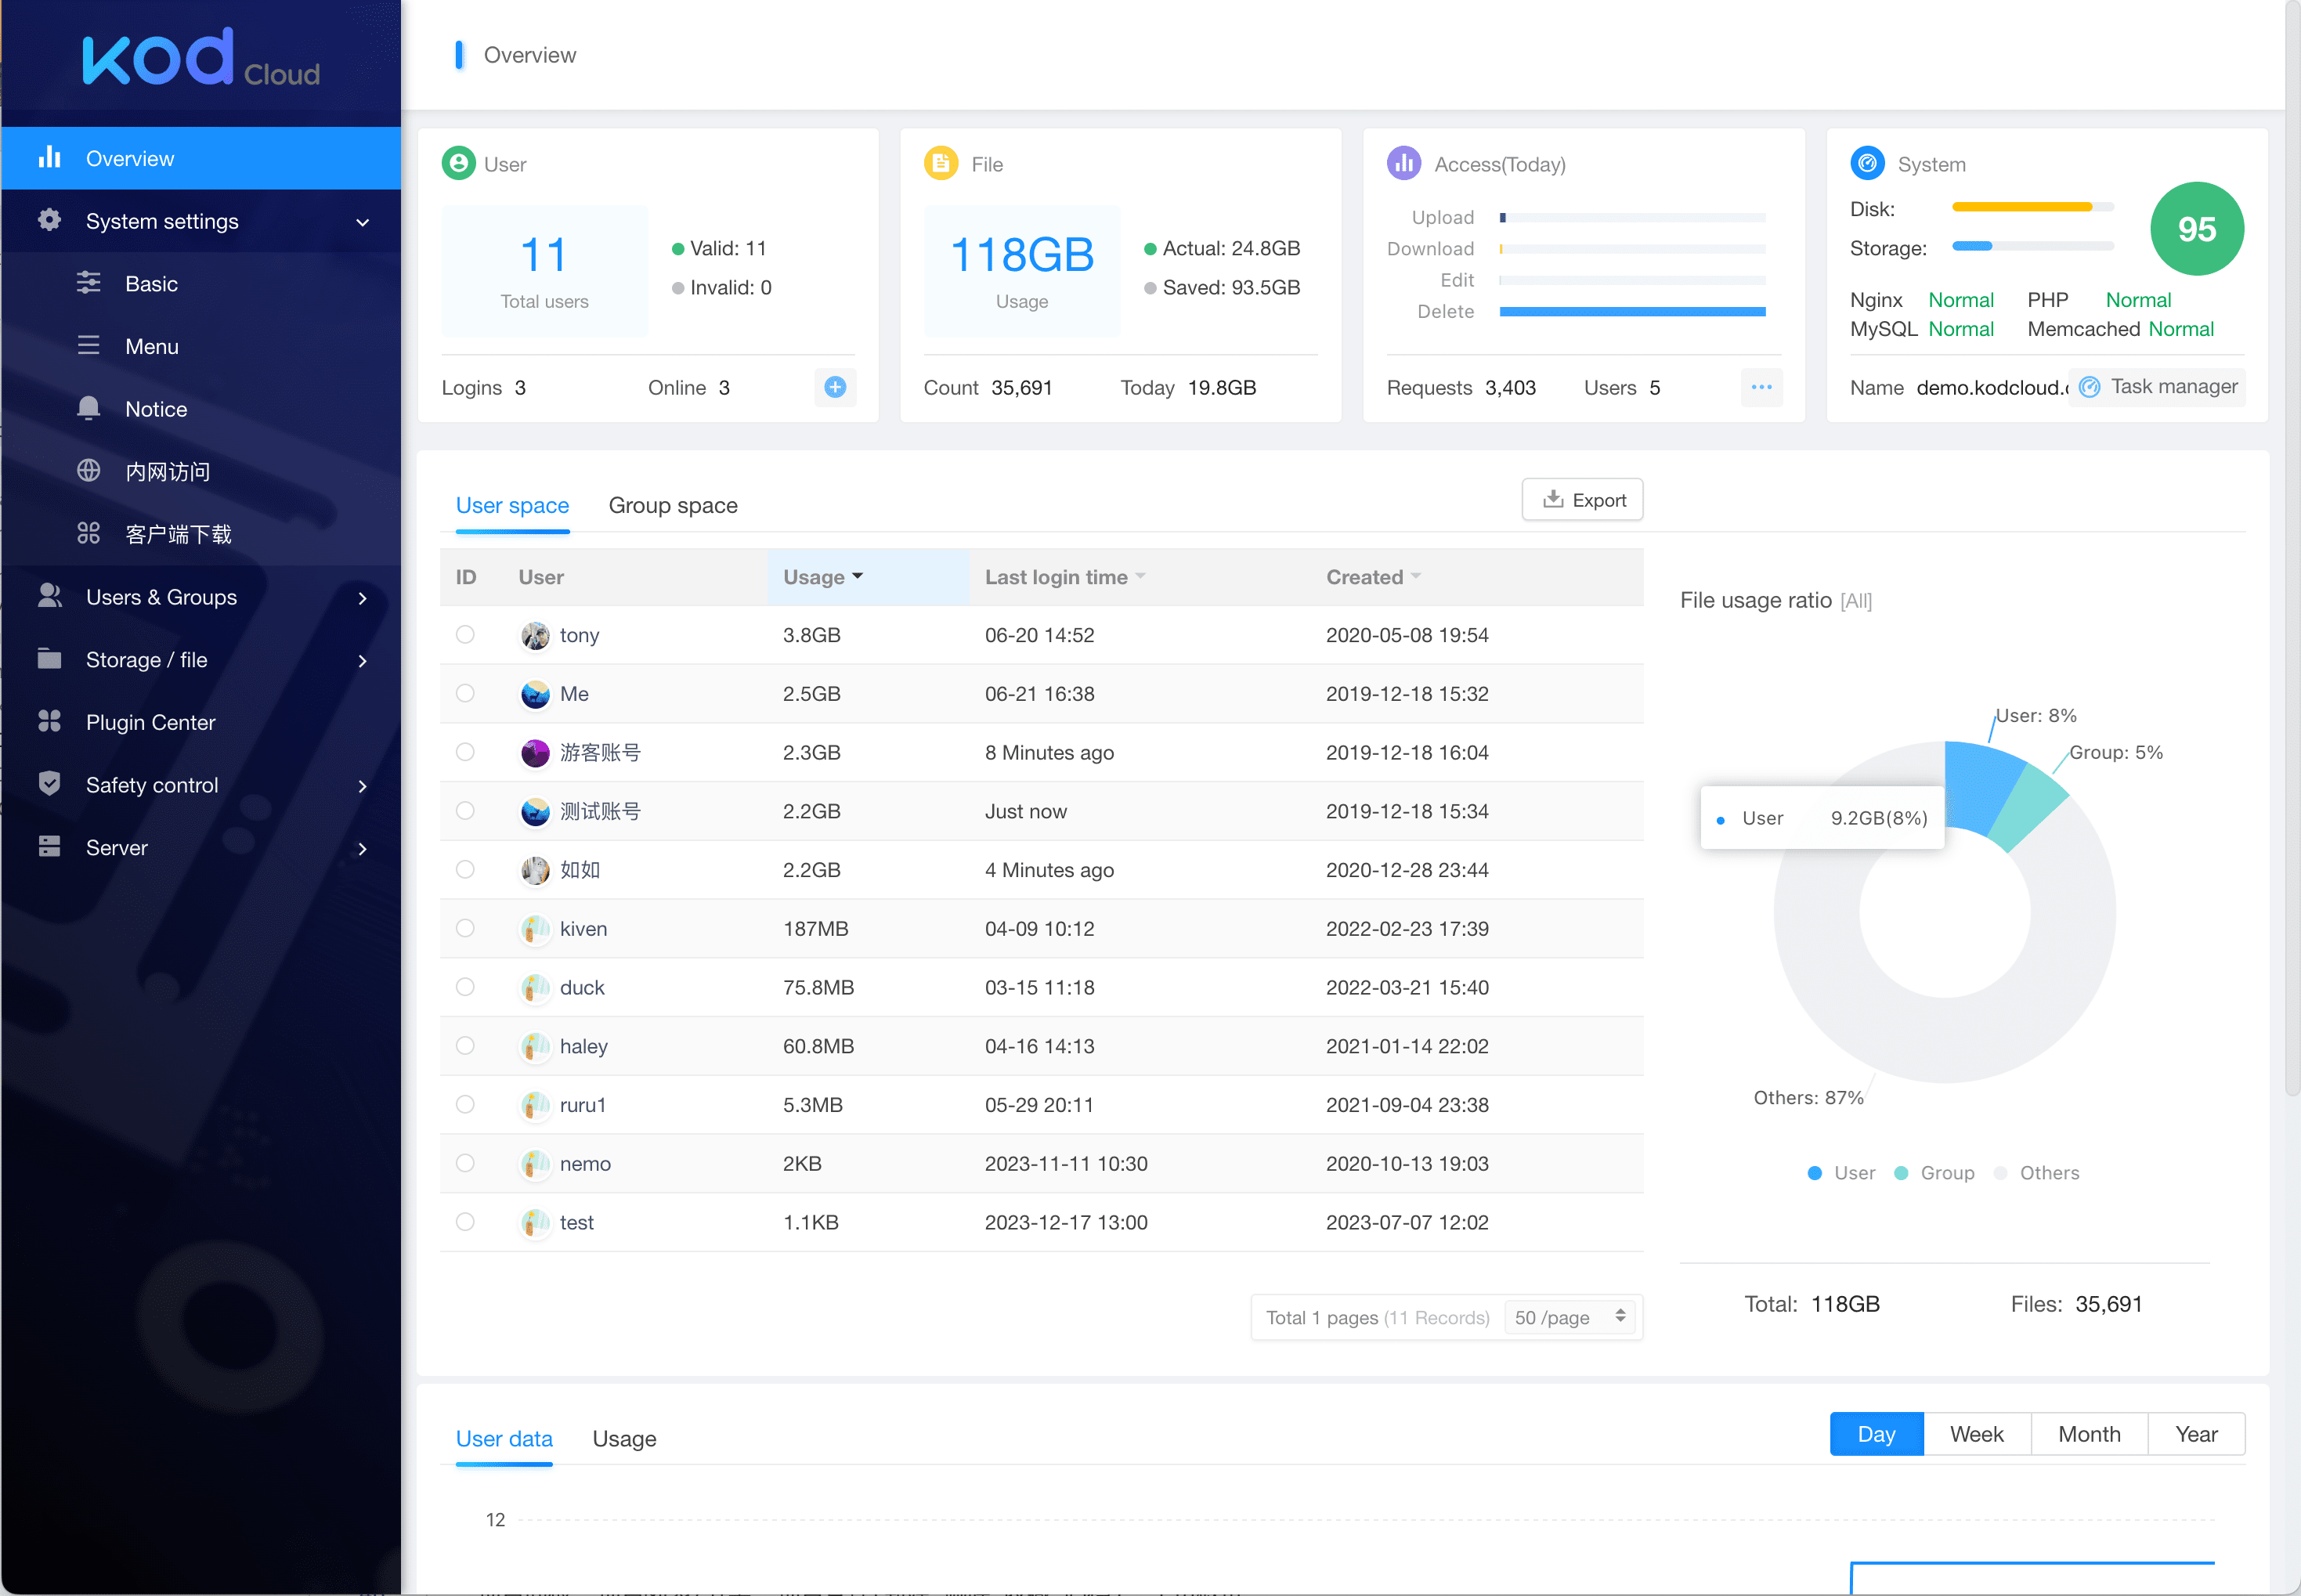 kod Cloud
Overview
System settings
Basic
Menu
Notice
内网访问
客户端下载
Users & Groups
Storage / file
Plugin Center
Safety control
Server
Overview
User
11
Total users
Valid: 11
Invalid: 0
Logins 3 Online 3
File
118GB
Usage
Actual: 24.8GB
Saved: 93.5GB
Count 35,691 Today 19.8GB
Access(Today)
Upload
Download
Edit
Delete
Requests 3,403 Users 5
System
Disk:
Storage:
95
Nginx Normal PHP Normal
MySQL Normal Memcached Normal
Name demo.kodcloud. Task manager
User space Group space Export
ID User Usage Last login time Created
tony 3.8GB 06-20 14:52 2020-05-08 19:54
Me 2.5GB 06-21 16:38 2019-12-18 15:32
游客账号 2.3GB 8 Minutes ago 2019-12-18 16:04
测试账号 2.2GB Just now 2019-12-18 15:34
如如 2.2GB 4 Minutes ago 2020-12-28 23:44
kiven 187MB 04-09 10:12 2022-02-23 17:39
duck 75.8MB 03-15 11:18 2022-03-21 15:40
haley 60.8MB 04-16 14:13 2021-01-14 22:02
ruru1 5.3MB 05-29 20:11 2021-09-04 23:38
nemo 2KB 2023-11-11 10:30 2020-10-13 19:03
test 1.1KB 2023-12-17 13:00 2023-07-07 12:02
Total 1 pages (11 Records) 50 /page
File usage ratio [All]
User: 8%
Group: 5%
User 9.2GB(8%)
Others: 87%
User Group Others
Total: 118GB Files: 35,691
User data Usage
Day Week Month Year
12